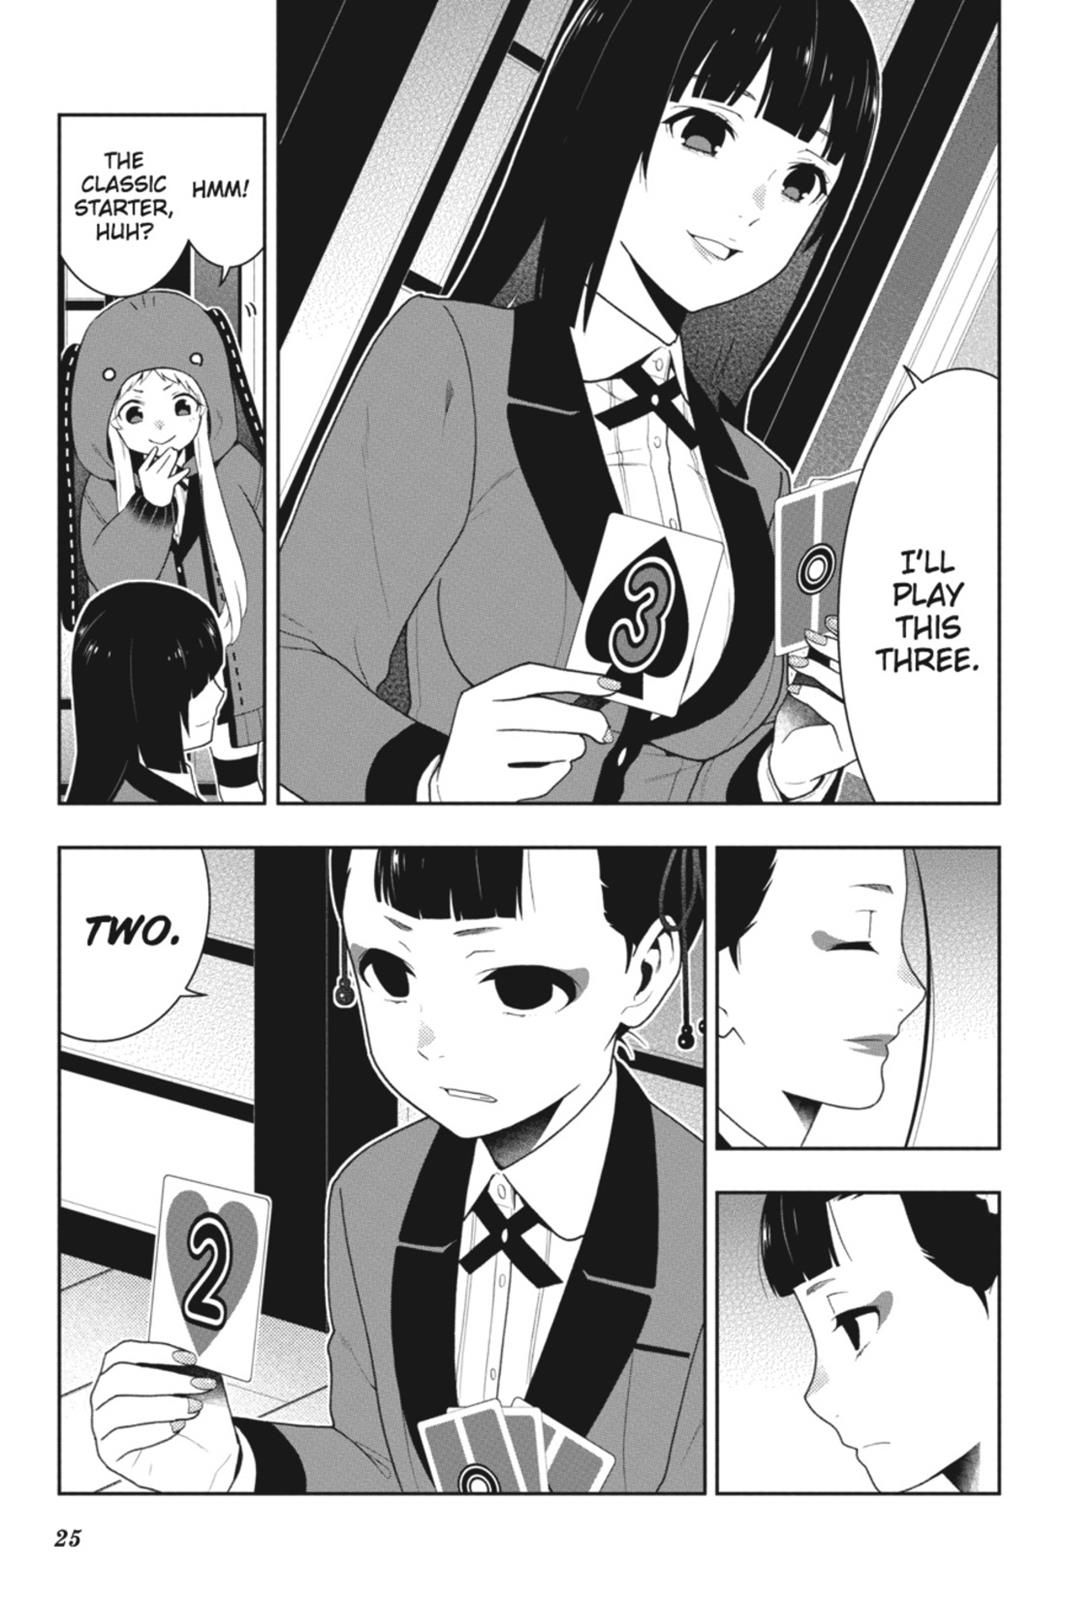 I'LL
PLAY
THIS
THREE.
3
HMM!
THE
CLASSIC
STARTER,
HUH?
TWO.
2
25